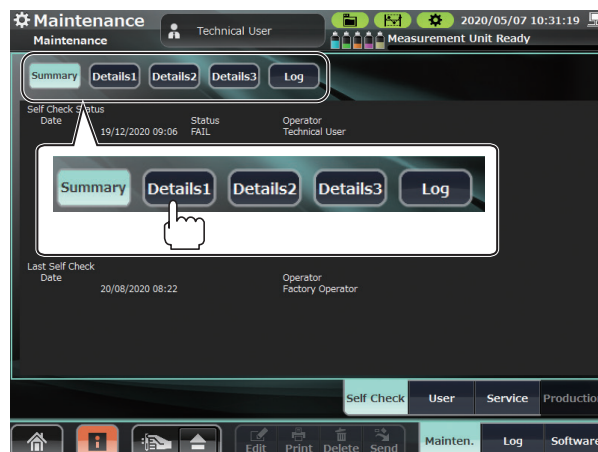 Maintenance
Technical User
2020/05/07 10:31:19
Maintenance
Measurement Unit Ready
Summary Details1 Details2 Details3 Log
Self Check Status
Date Status Operator
19/12/2020 09:06 FAIL Technical User
Summary Details1 Details2 Details3 Log
Last Self Check
Date Operator
20/08/2020 08:22 Factory Operator
Self Check User Service Productio
Edit Print Delete Send
Mainten. Log Software